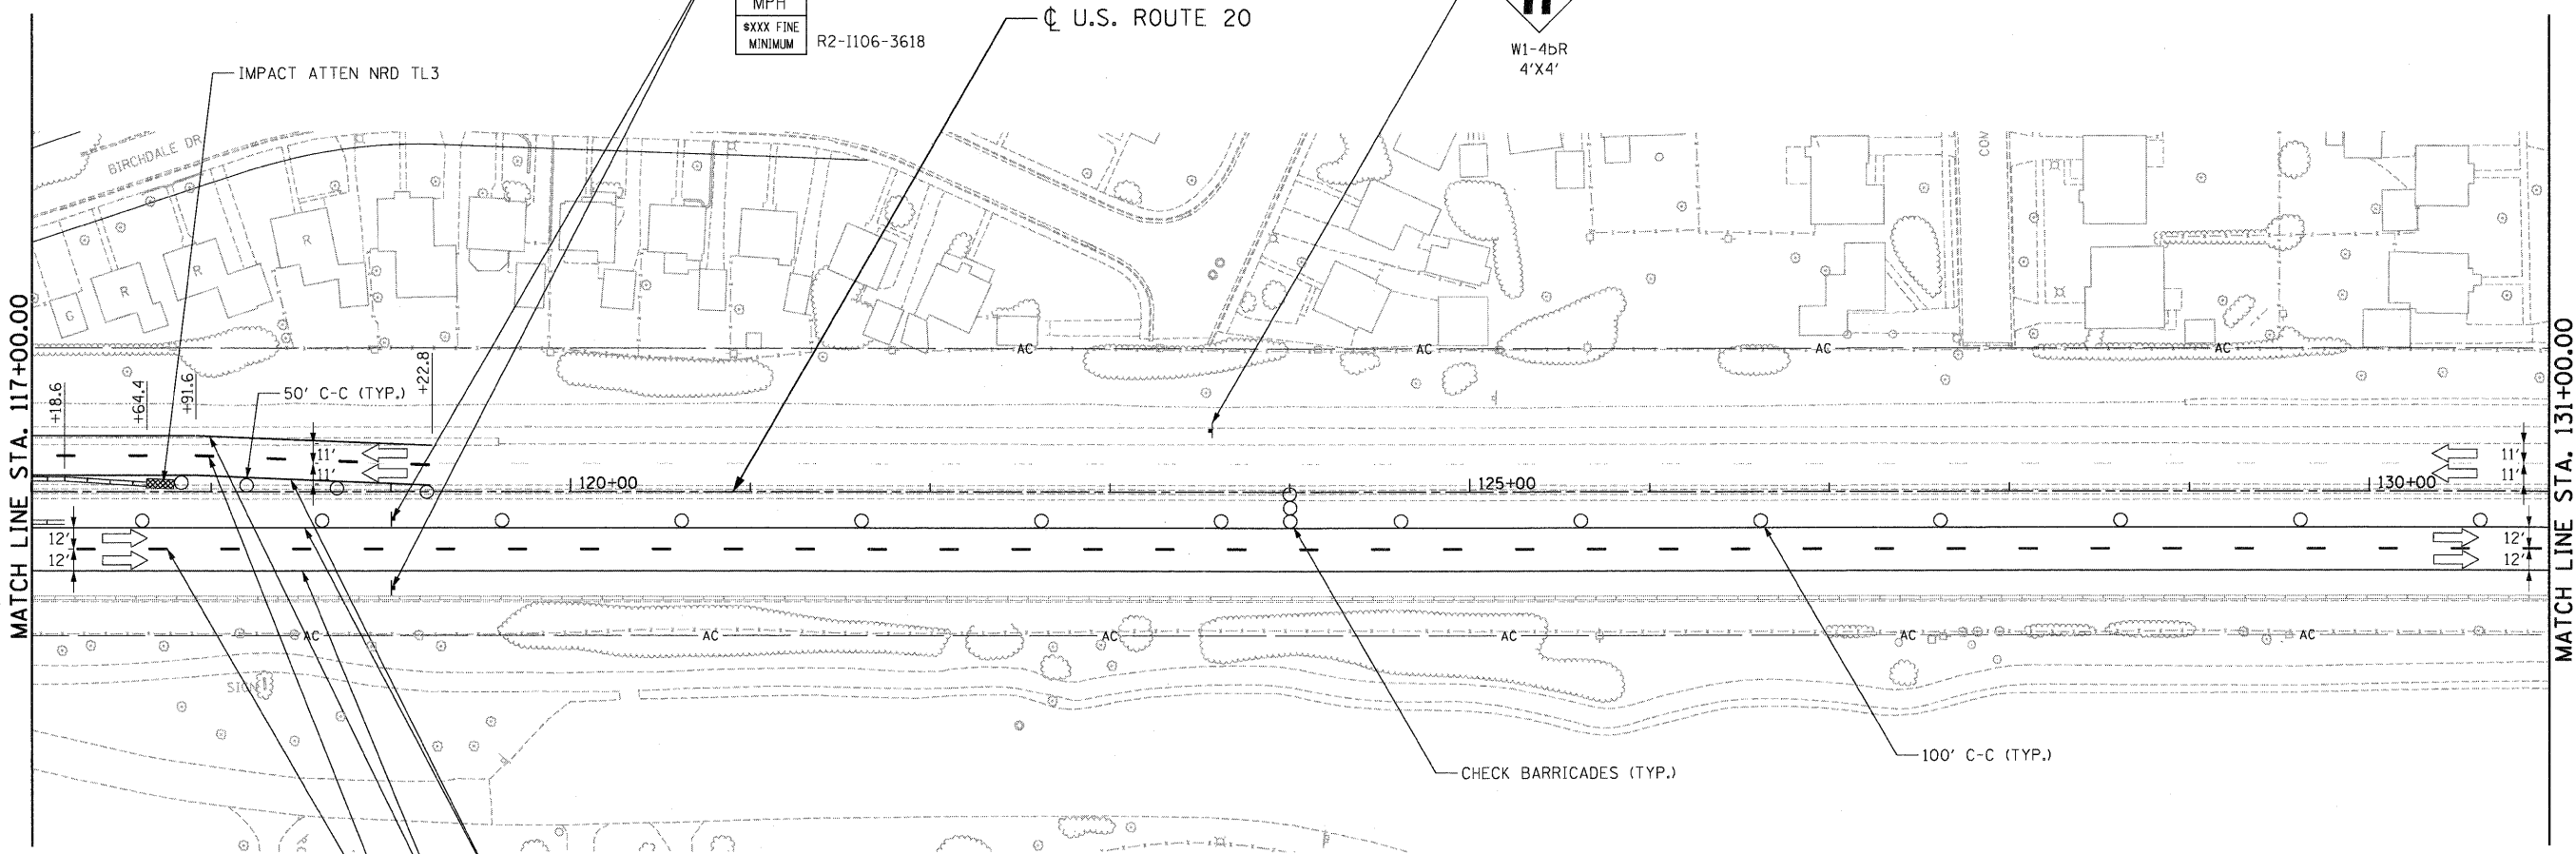 MPH
$XXX FINE
MINIMUM
R2-I106-3618
℄ U.S. ROUTE 20
W1-4bR
4'X4'
IMPACT ATTEN NRD TL3
BIRCHDALE DR
R
R
R
G
AC
AC
AC
AC
+18.6
+64.4
+91.6
+22.8
50' C-C (TYP.)
11'
11'
11'
11'
120+00
125+00
130+00
12'
12'
12'
12'
AC
AC
AC
AC
AC
AC
SIGN
CHECK BARRICADES (TYP.)
100' C-C (TYP.)
MATCH LINE STA. 117+00.00
MATCH LINE STA. 131+00.00